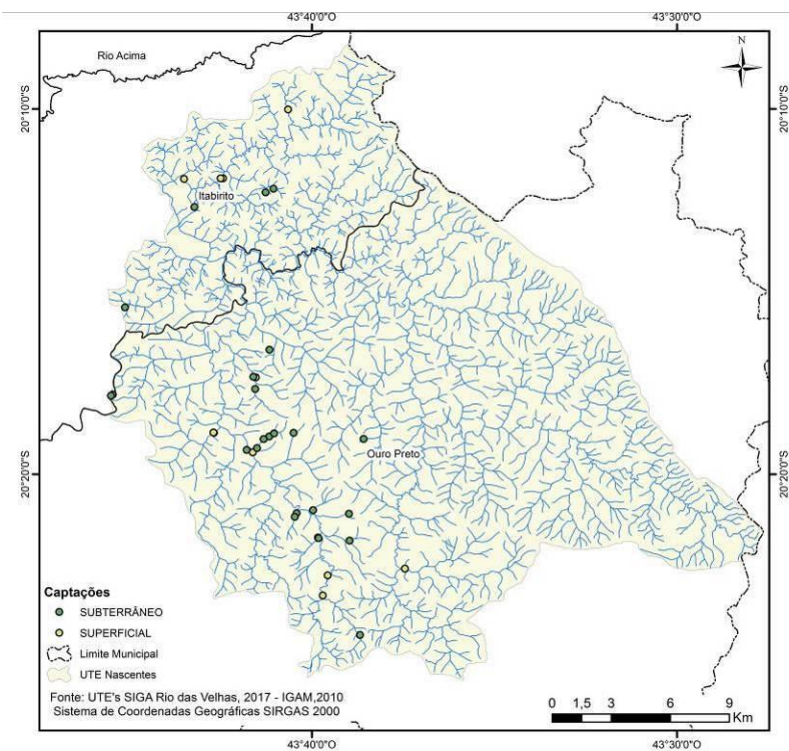 43°40'0"O 43°30'0"O
Rio Acima
N
20°10'0"S 20°10'0"S
Itabirito
Ouro Preto
20°20'0"S 20°20'0"S
Captações
SUBTERRÂNEO
SUPERFICIAL
Limite Municipal
UTE Nascentes
Fonte: UTE's SIGA Rio das Velhas, 2017 - IGAM,2010
Sistema de Coordenadas Geográficas SIRGAS 2000
0 1,5 3 6 9
Km
43°40'0"O 43°30'0"O